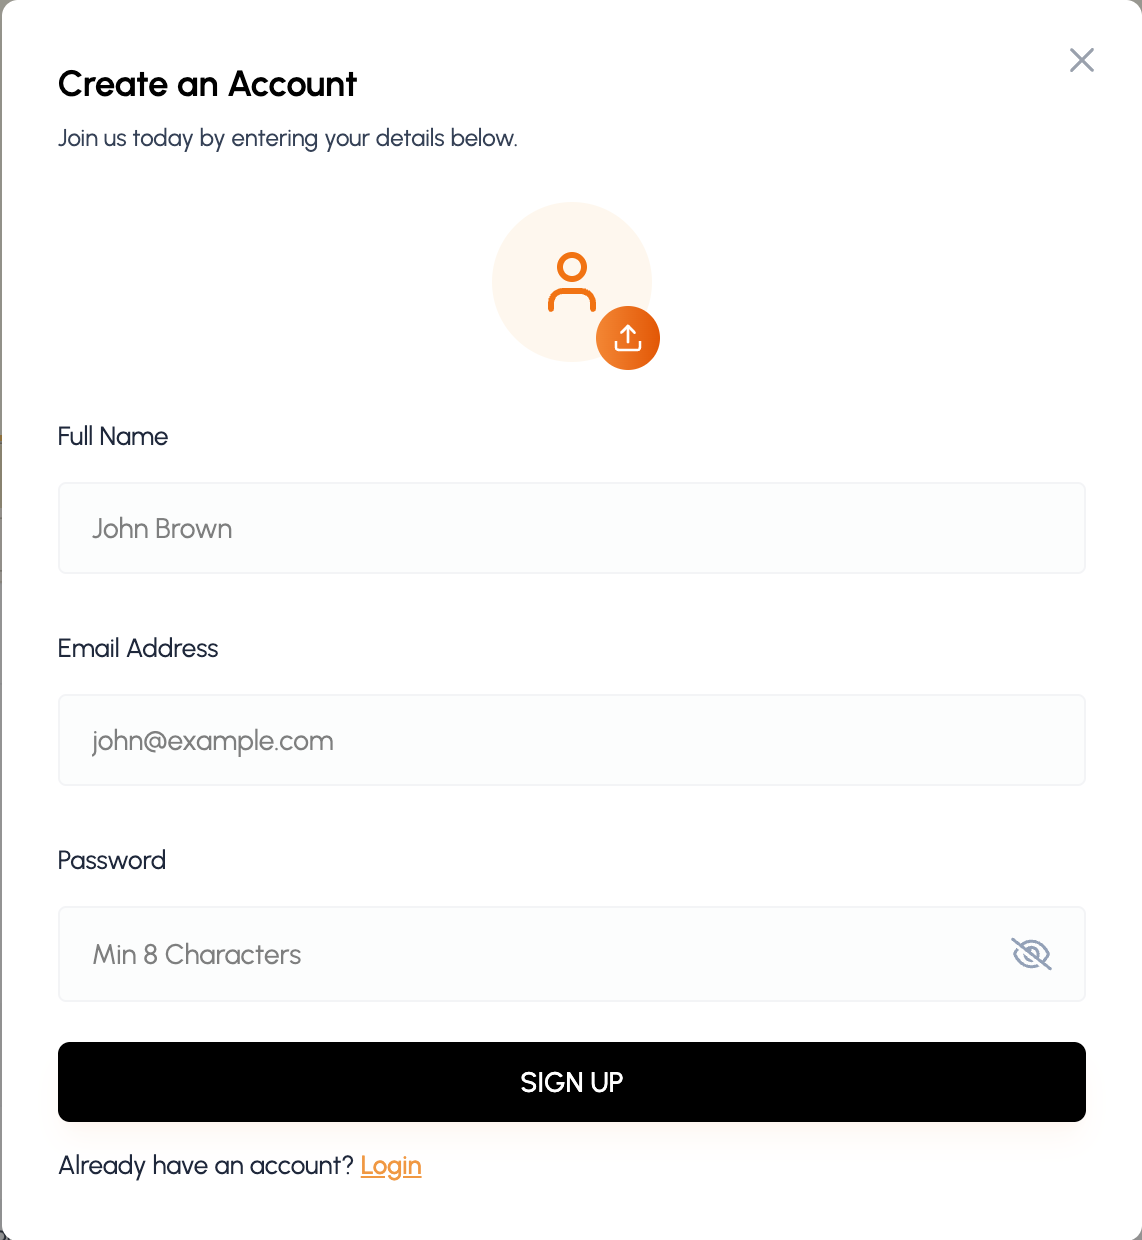 Create an Account
Join us today by entering your details below.
Full Name
John Brown
Email Address
john@example.com
Password
Min 8 Characters
SIGN UP
Already have an account? Login